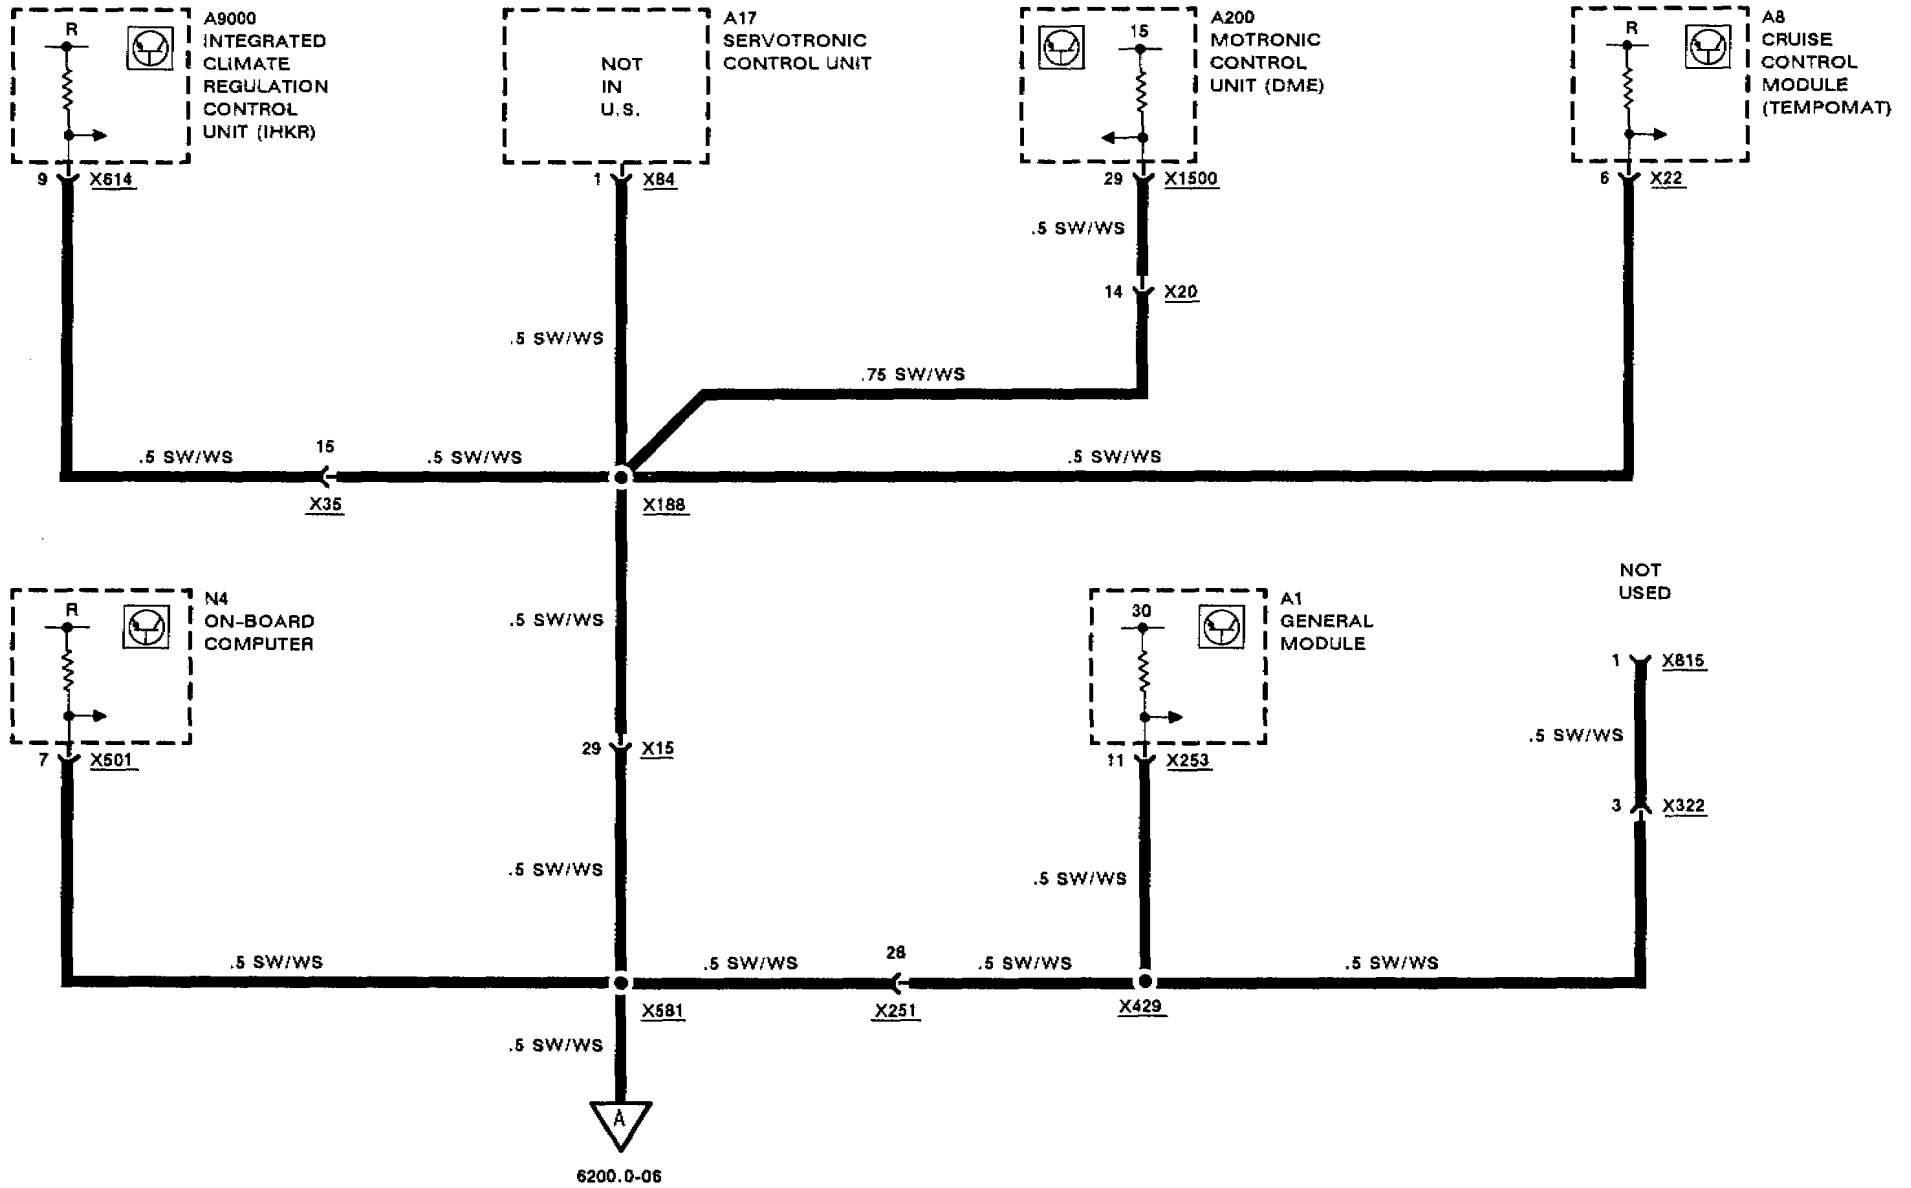 R
A9000
INTEGRATED
CLIMATE
REGULATION
CONTROL
UNIT (IHKR)
9 X614
NOT
IN
U.S.
A17
SERVOTRONIC
CONTROL UNIT
1 X84
15
A200
MOTRONIC
CONTROL
UNIT (DME)
29 X1500
.5 SW/WS
14 X20
R
A8
CRUISE
CONTROL
MODULE
(TEMPOMAT)
6 X22
.5 SW/WS
.75 SW/WS
.5 SW/WS
15
X35
.5 SW/WS
X188
.5 SW/WS
.5 SW/WS
R
N4
ON-BOARD
COMPUTER
7 X501
29 X15
30
A1
GENERAL
MODULE
11 X253
NOT
USED
1 X815
.5 SW/WS
3 X322
.5 SW/WS
.5 SW/WS
.5 SW/WS
.5 SW/WS
28
X251
.5 SW/WS
.5 SW/WS
X581
X429
.5 SW/WS
A
6200.0-06